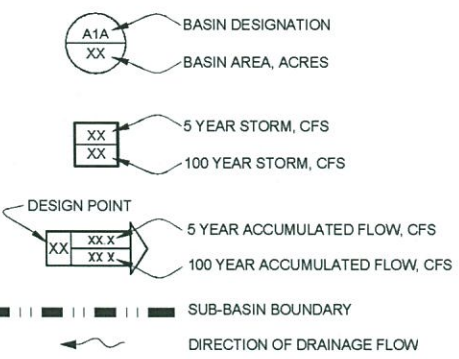 A1A
BASIN DESIGNATION
XX
BASIN AREA, ACRES
XX
5 YEAR STORM, CFS
XX
100 YEAR STORM, CFS
DESIGN POINT
XX
XX.X
5 YEAR ACCUMULATED FLOW, CFS
XX.X
100 YEAR ACCUMULATED FLOW, CFS
SUB-BASIN BOUNDARY
DIRECTION OF DRAINAGE FLOW